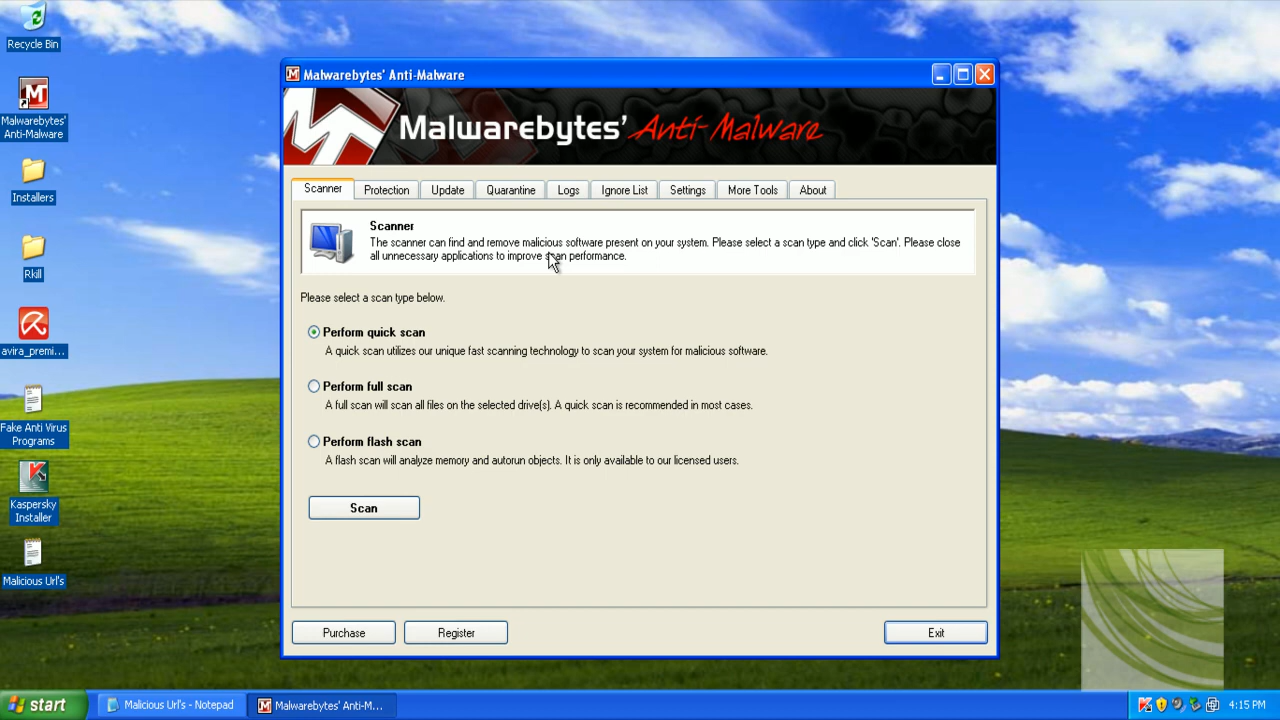 Recycle Bin
Malwarebytes'
Anti-Malware
Installers
Rkill
avira_premi...
Fake Anti Virus
Programs
Kaspersky
Installer
Malicious Url's
Malwarebytes' Anti-Malware
Malwarebytes' Anti-Malware
Scanner
Protection
Update
Quarantine
Logs
Ignore List
Settings
More Tools
About
Scanner
The scanner can find and remove malicious software present on your system. Please select a scan type and click 'Scan'. Please close
all unnecessary applications to improve scan performance.
Please select a scan type below.
Perform quick scan
A quick scan utilizes our unique fast scanning technology to scan your system for malicious software.
Perform full scan
A full scan will scan all files on the selected drive(s). A quick scan is recommended in most cases.
Perform flash scan
A flash scan will analyze memory and autorun objects. It is only available to our licensed users.
Scan
Purchase
Register
Exit
start
Malicious Url's - Notepad
Malwarebytes' Anti-M...
4:15 PM